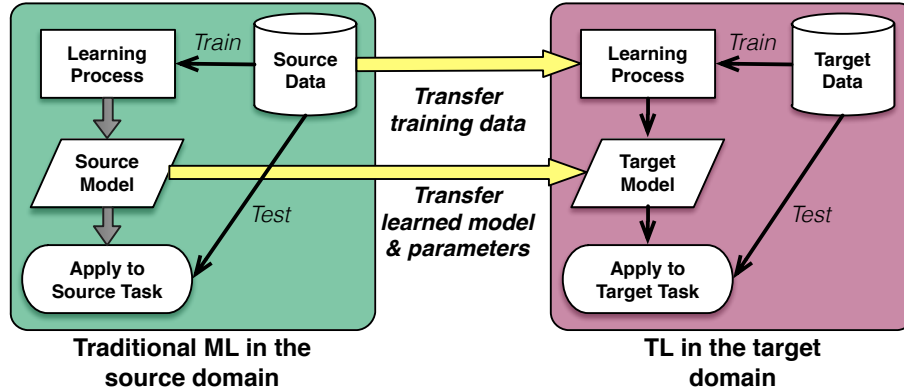 Learning
Process
Train
Source
Data
Source
Model
Test
Apply to
Source Task
Traditional ML in the
source domain
Transfer
training data
Transfer
learned model
& parameters
Learning
Process
Train
Target
Data
Target
Model
Test
Apply to
Target Task
TL in the target
domain